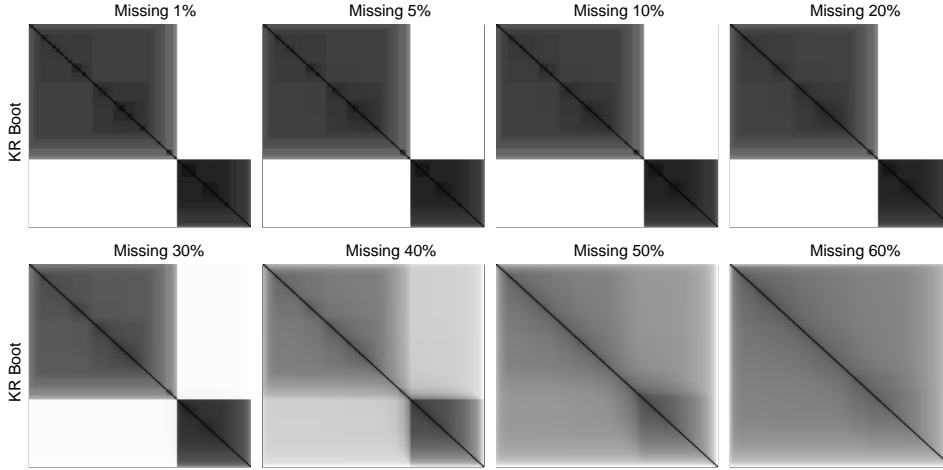 Missing 1%
Missing 5%
Missing 10%
Missing 20%
KR Boot
Missing 30%
Missing 40%
Missing 50%
Missing 60%
KR Boot